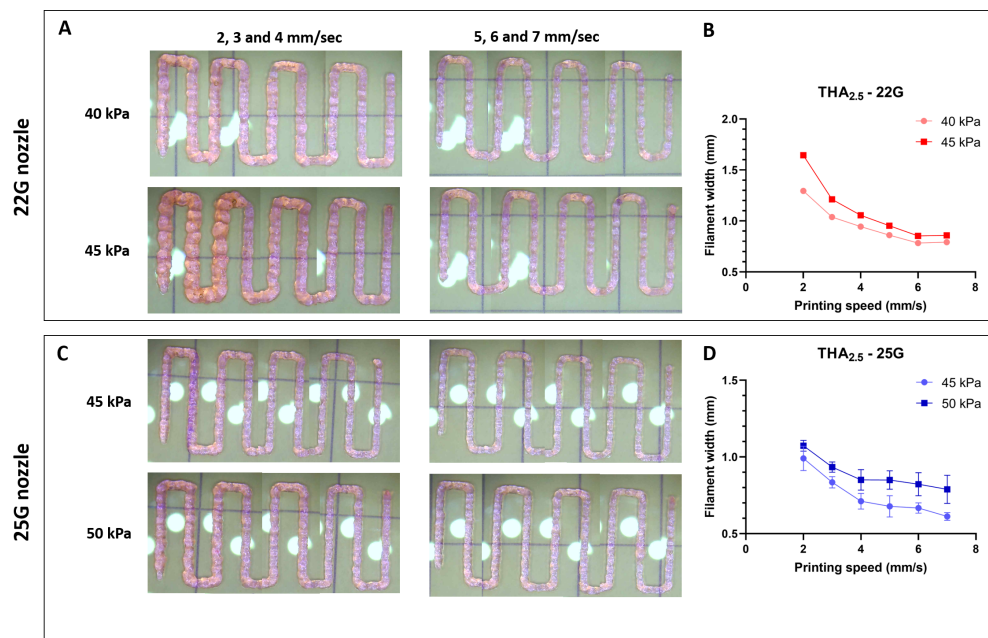 A
2, 3 and 4 mm/sec
5, 6 and 7 mm/sec
22G nozzle
40 kPa
45 kPa
B
THA2.5 - 22G
40 kPa
45 kPa
Filament width (mm)
2.0
1.5
1.0
0.5
0
2
4
6
8
Printing speed (mm/s)
C
25G nozzle
45 kPa
50 kPa
D
THA2.5 - 25G
45 kPa
50 kPa
Filament width (mm)
1.5
1.0
0.5
0
2
4
6
8
Printing speed (mm/s)